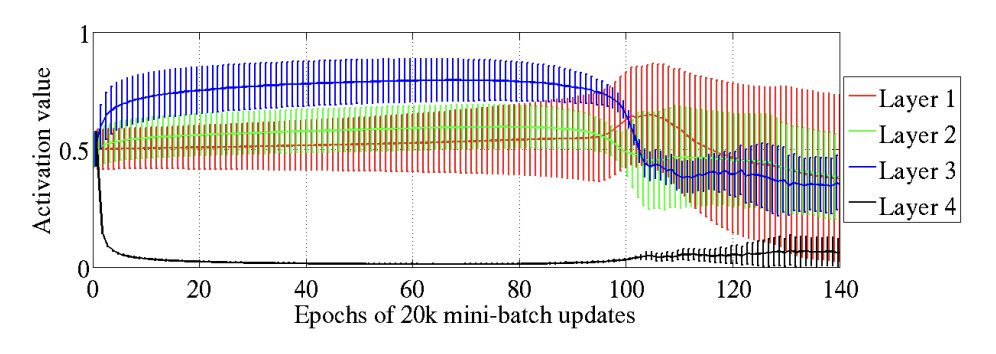 1
0.5
0
Activation value
0 20 40 60 80 100 120 140
Epochs of 20k mini-batch updates
Layer 1
Layer 2
Layer 3
Layer 4